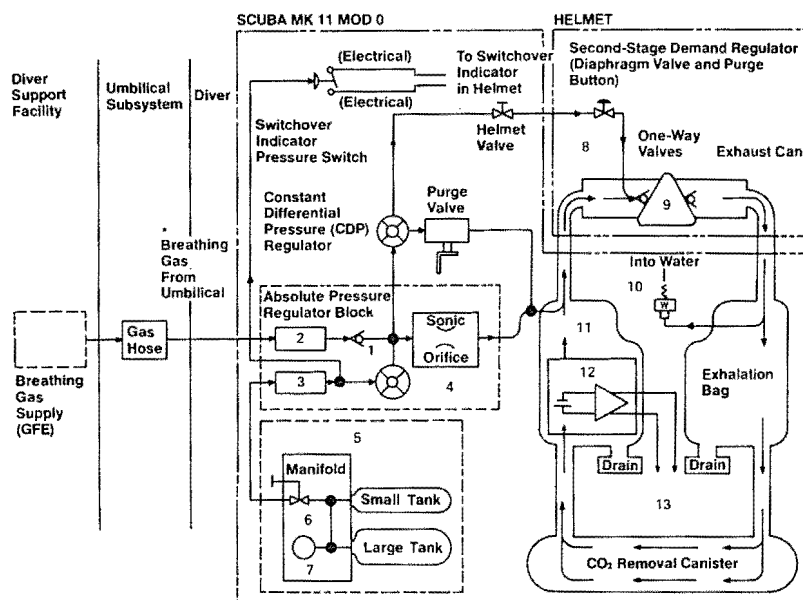 SCUBA MK 11 MOD 0
HELMET
Diver
Support
Facility
Umbilical
Subsystem
Diver
(Electrical)
(Electrical)
To Switchover
Indicator
in Helmet
Second-Stage Demand Regulator
(Diaphragm Valve and Purge
Button)
Switchover
Indicator
Pressure Switch
Helmet
Valve
8
One-Way
Valves
Exhaust Can
9
Constant
Differential
Pressure (CDP)
Regulator
Purge
Valve
Breathing
Gas
From
Umbilical
Into Water
10
W
Absolute Pressure
Regulator Block
Gas
Hose
2
1
Sonic
Orifice
3
4
11
12
Exhalation
Bag
Breathing
Gas
Supply
(GFE)
5
Manifold
6
7
Small Tank
Large Tank
Drain
Drain
13
CO₂ Removal Canister